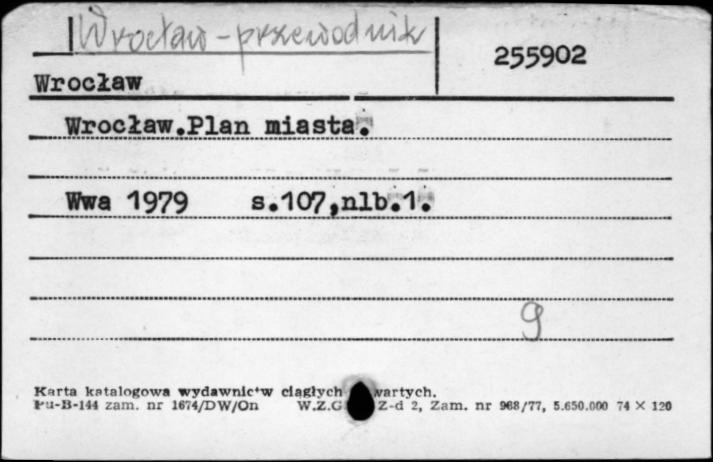 Wrocław - przewodnik
255902
Wrocław
Wrocław.Plan miasta.
Wwa 1979 s.107,nlb.1.
9
Karta katalogowa wydawnic'w ciągłych wartych.
Pu-B-144 zam. nr 1674/DW/On W.Z.G Z-d 2, Zam. nr 968/77, 5.650.000 74 × 120